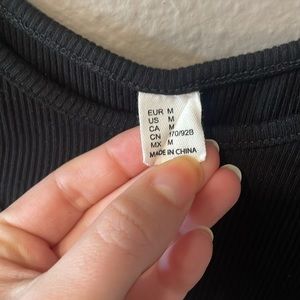 EUR M
US M
CA M
CN 170/92B
MX M
MADE IN CHINA